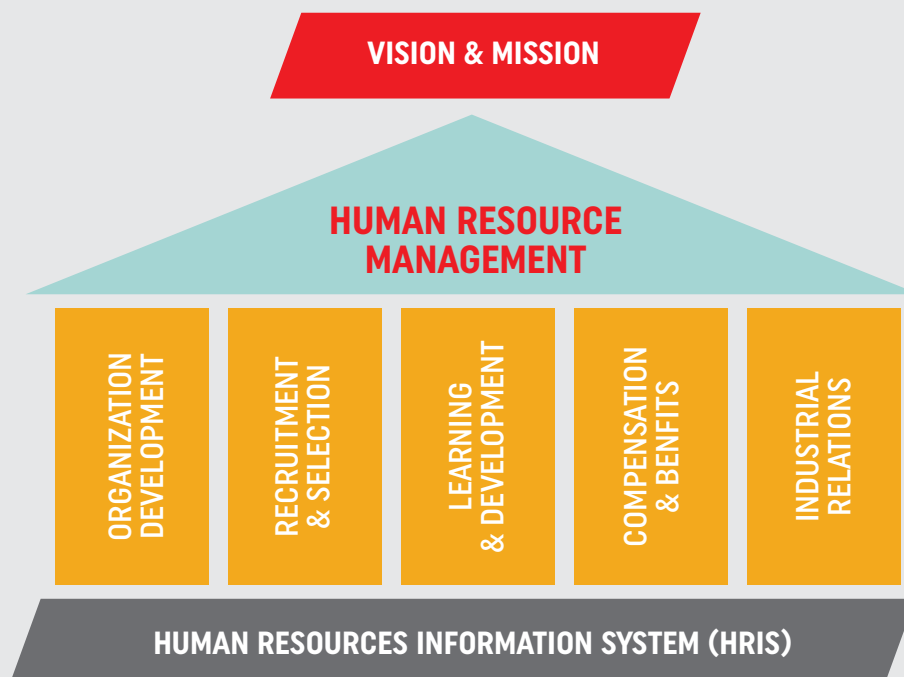 VISION & MISSION
HUMAN RESOURCE
MANAGEMENT
ORGANIZATION
DEVELOPMENT
RECRUITMENT
& SELECTION
LEARNING
& DEVELOPMENT
COMPENSATION
& BENEFITS
INDUSTRIAL
RELATIONS
HUMAN RESOURCES INFORMATION SYSTEM (HRIS)